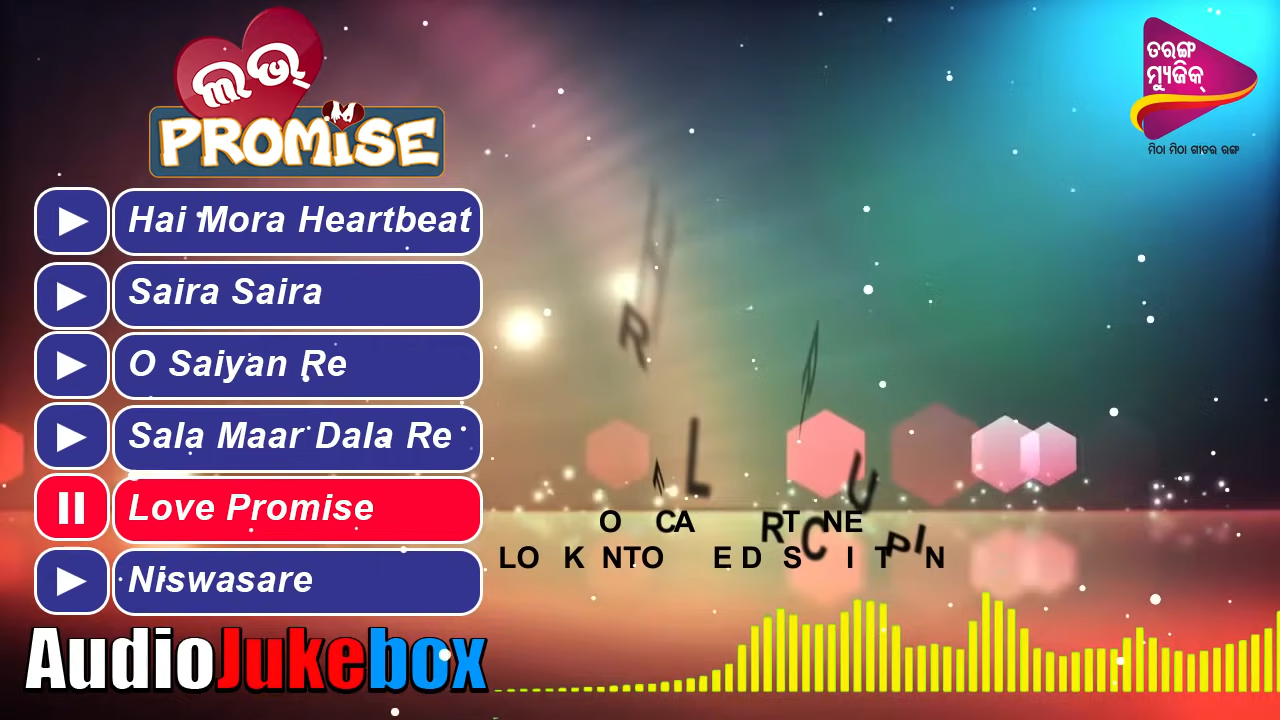 ଲଭ୍
PROMISE
ତରଙ୍ଗ
ମ୍ୟୁଜିକ୍
ମିଠା ମିଠା ଗୀତର ରଙ୍ଗ
Hai Mora Heartbeat
Saira Saira
O Saiyan Re
Sala Maar Dala Re
Love Promise
Niswasare
AudioJukebox